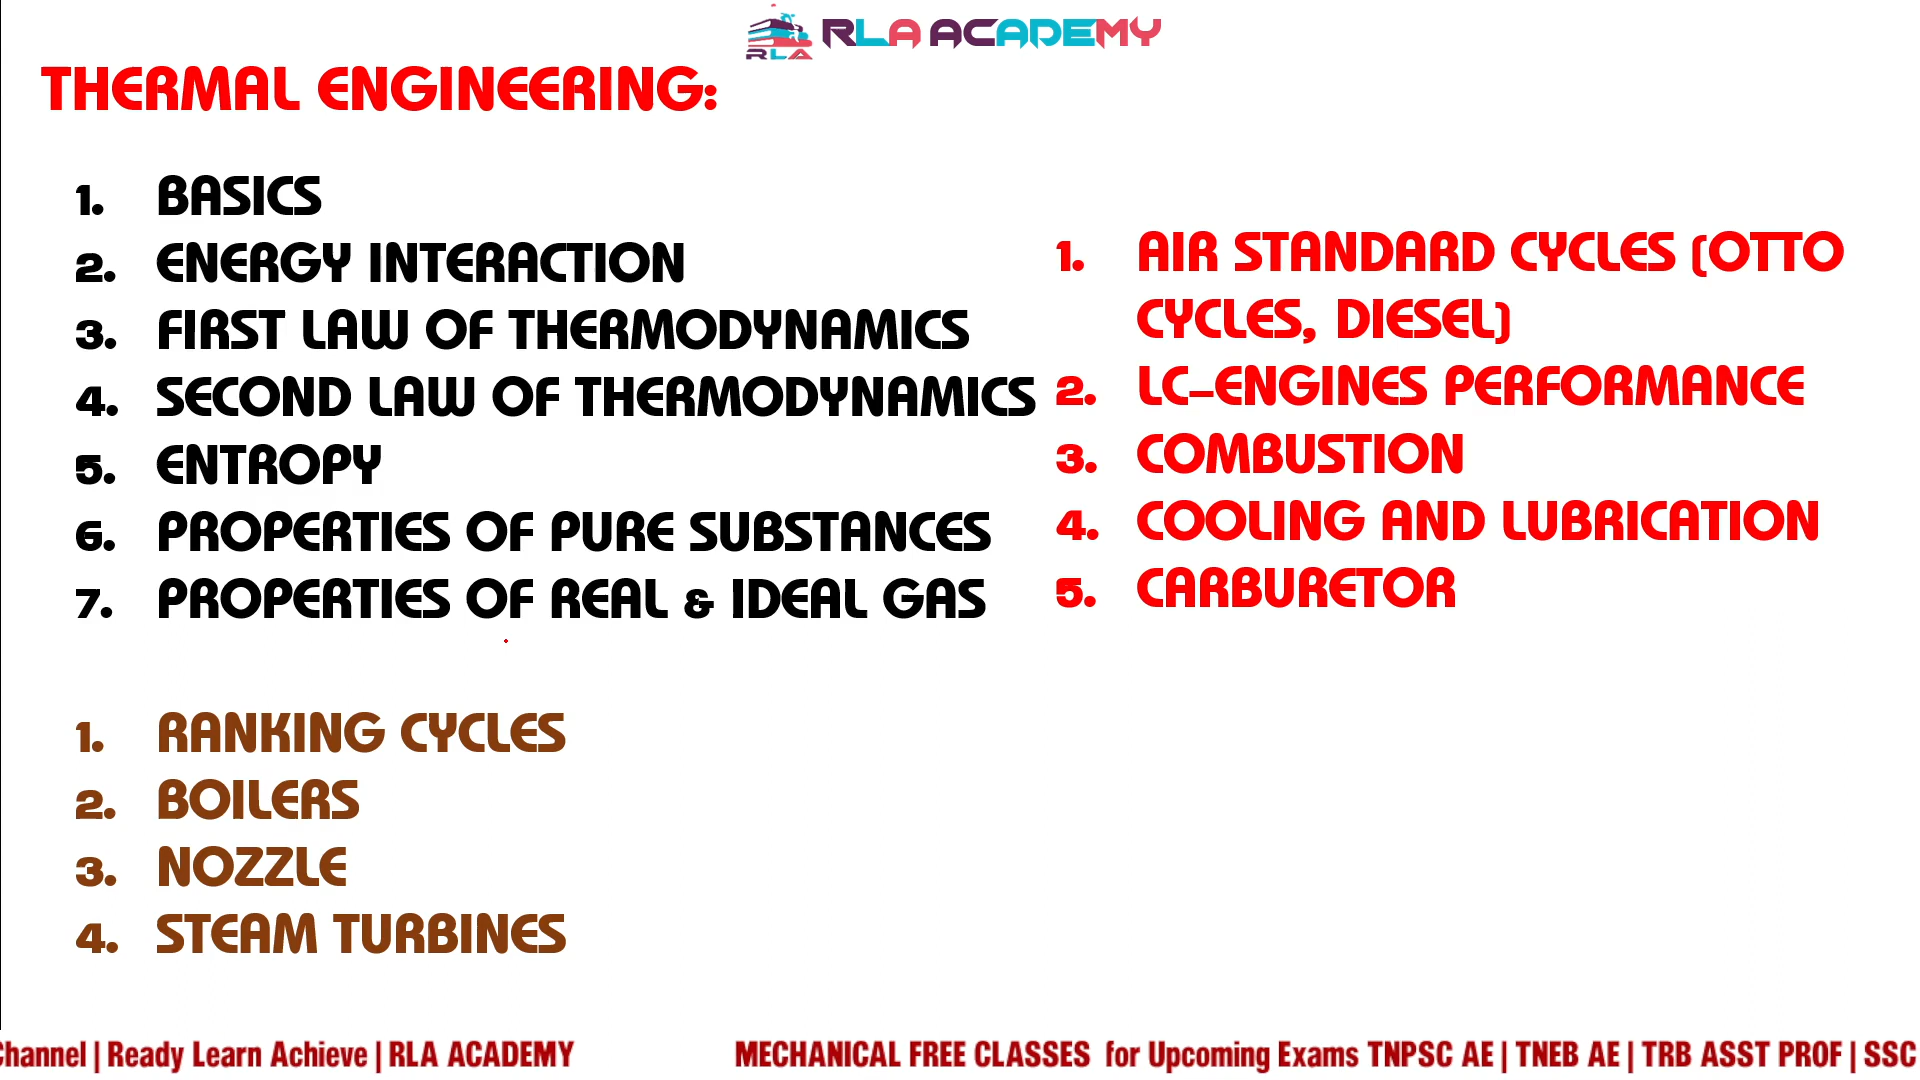 RLA ACADEMY
RLA
THERMAL ENGINEERING:
1. BASICS
2. ENERGY INTERACTION
3. FIRST LAW OF THERMODYNAMICS
4. SECOND LAW OF THERMODYNAMICS
5. ENTROPY
6. PROPERTIES OF PURE SUBSTANCES
7. PROPERTIES OF REAL & IDEAL GAS
1. RANKING CYCLES
2. BOILERS
3. NOZZLE
4. STEAM TURBINES
1. AIR STANDARD CYCLES (OTTO
CYCLES, DIESEL)
2. LC-ENGINES PERFORMANCE
3. COMBUSTION
4. COOLING AND LUBRICATION
5. CARBURETOR
Channel | Ready Learn Achieve | RLA ACADEMY MECHANICAL FREE CLASSES for Upcoming Exams TNPSC AE | TNEB AE | TRB ASST PROF | SSC